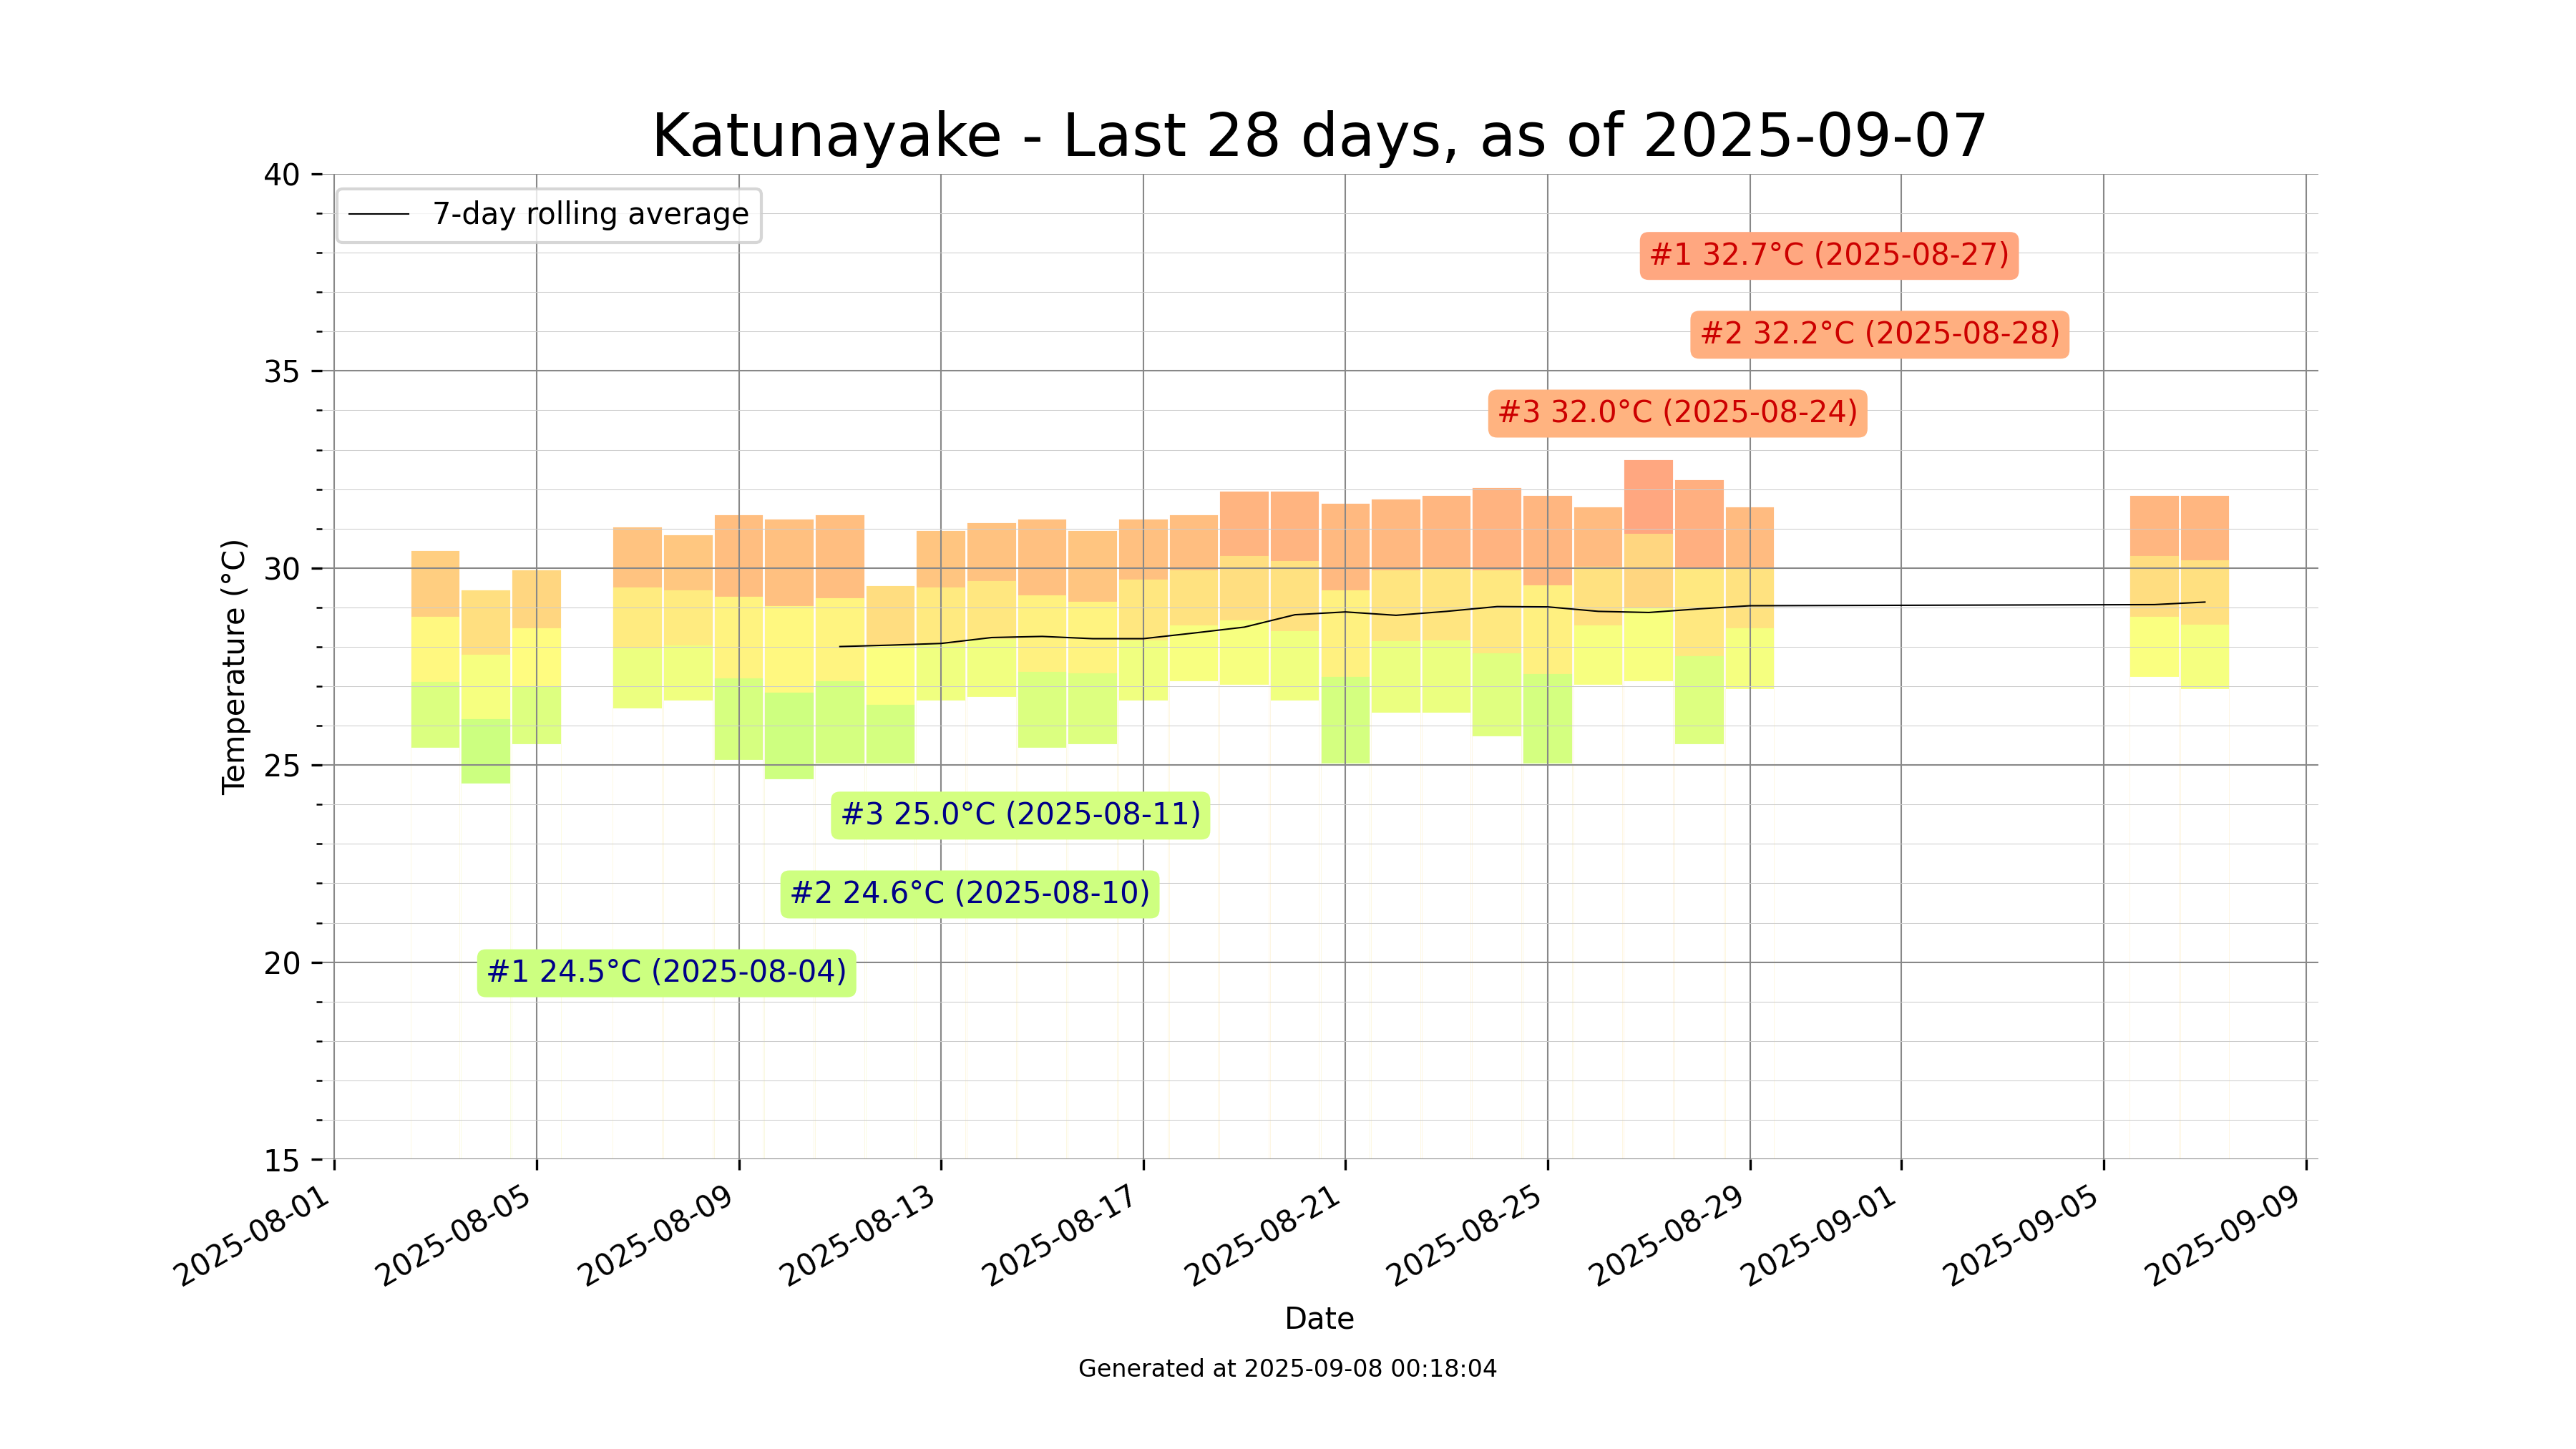 Katunayake - Last 28 days, as of 2025-09-07
40
7-day rolling average
#1 32.7°C (2025-08-27)
#2 32.2°C (2025-08-28)
35
#3 32.0°C (2025-08-24)
30
Temperature (°C)
25
#3 25.0°C (2025-08-11)
#2 24.6°C (2025-08-10)
20
#1 24.5°C (2025-08-04)
15
2025-08-01
2025-08-05
2025-08-09
2025-08-13
2025-08-17
2025-08-21
2025-08-25
2025-08-29
2025-09-01
2025-09-05
2025-09-09
Date
Generated at 2025-09-08 00:18:04